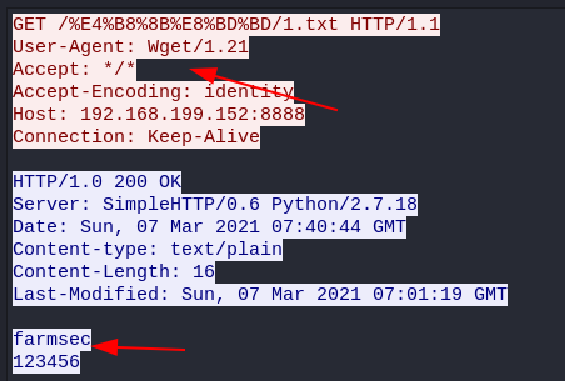 GET /%E4%B8%8B%E8%BD%BD/1.txt HTTP/1.1
User-Agent: Wget/1.21
Accept: */*
Accept-Encoding: identity
Host: 192.168.199.152:8888
Connection: Keep-Alive
HTTP/1.0 200 OK
Server: SimpleHTTP/0.6 Python/2.7.18
Date: Sun, 07 Mar 2021 07:40:44 GMT
Content-type: text/plain
Content-Length: 16
Last-Modified: Sun, 07 Mar 2021 07:01:19 GMT
farmsec
123456